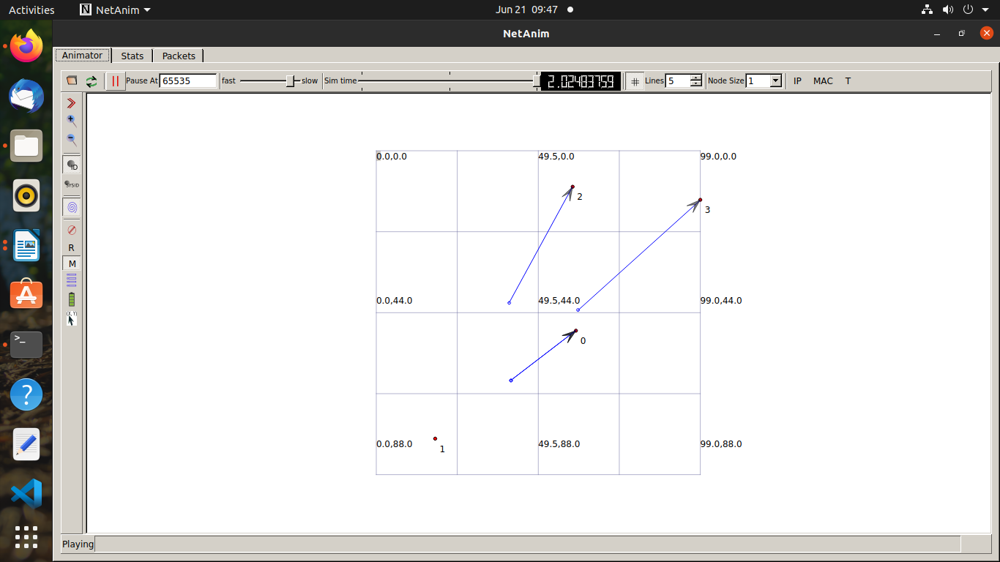 Activities NetAnim Jun 21 09:47
NetAnim
Animator Stats Packets
Pause At 65535 fast slow Sim time 2.02483759 Lines 5 Node Size 1 IP MAC T
ID
SYSID
R
M
0.0,0.0 49.5,0.0 99.0,0.0
2
3
0.0,44.0 49.5,44.0 99.0,44.0
0
0.0,88.0 49.5,88.0 99.0,88.0
1
Playing